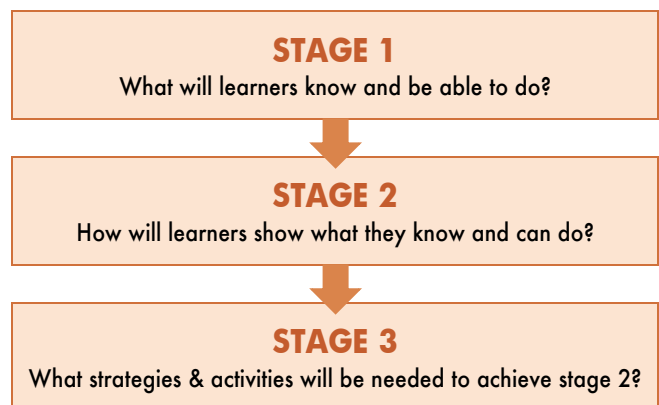 STAGE 1
What will learners know and be able to do?
STAGE 2
How will learners show what they know and can do?
STAGE 3
What strategies & activities will be needed to achieve stage 2?